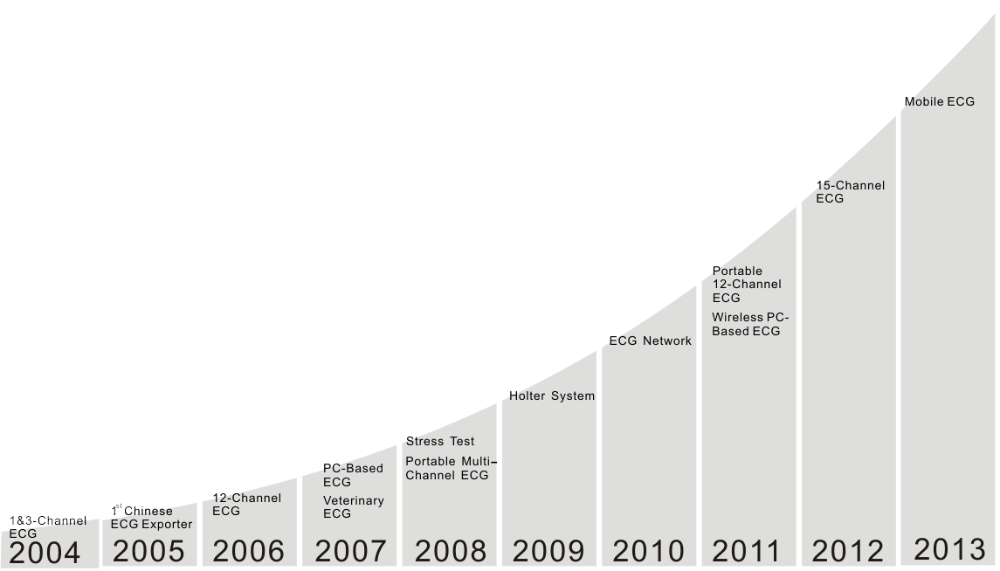 1&3-Channel
ECG
2004
1st Chinese
ECG Exporter
2005
12-Channel
ECG
2006
PC-Based
ECG
Veterinary
ECG
2007
Stress Test
Portable Multi-
Channel ECG
2008
Holter System
2009
ECG Network
2010
Portable
12-Channel
ECG
Wireless PC-
Based ECG
2011
15-Channel
ECG
2012
Mobile ECG
2013